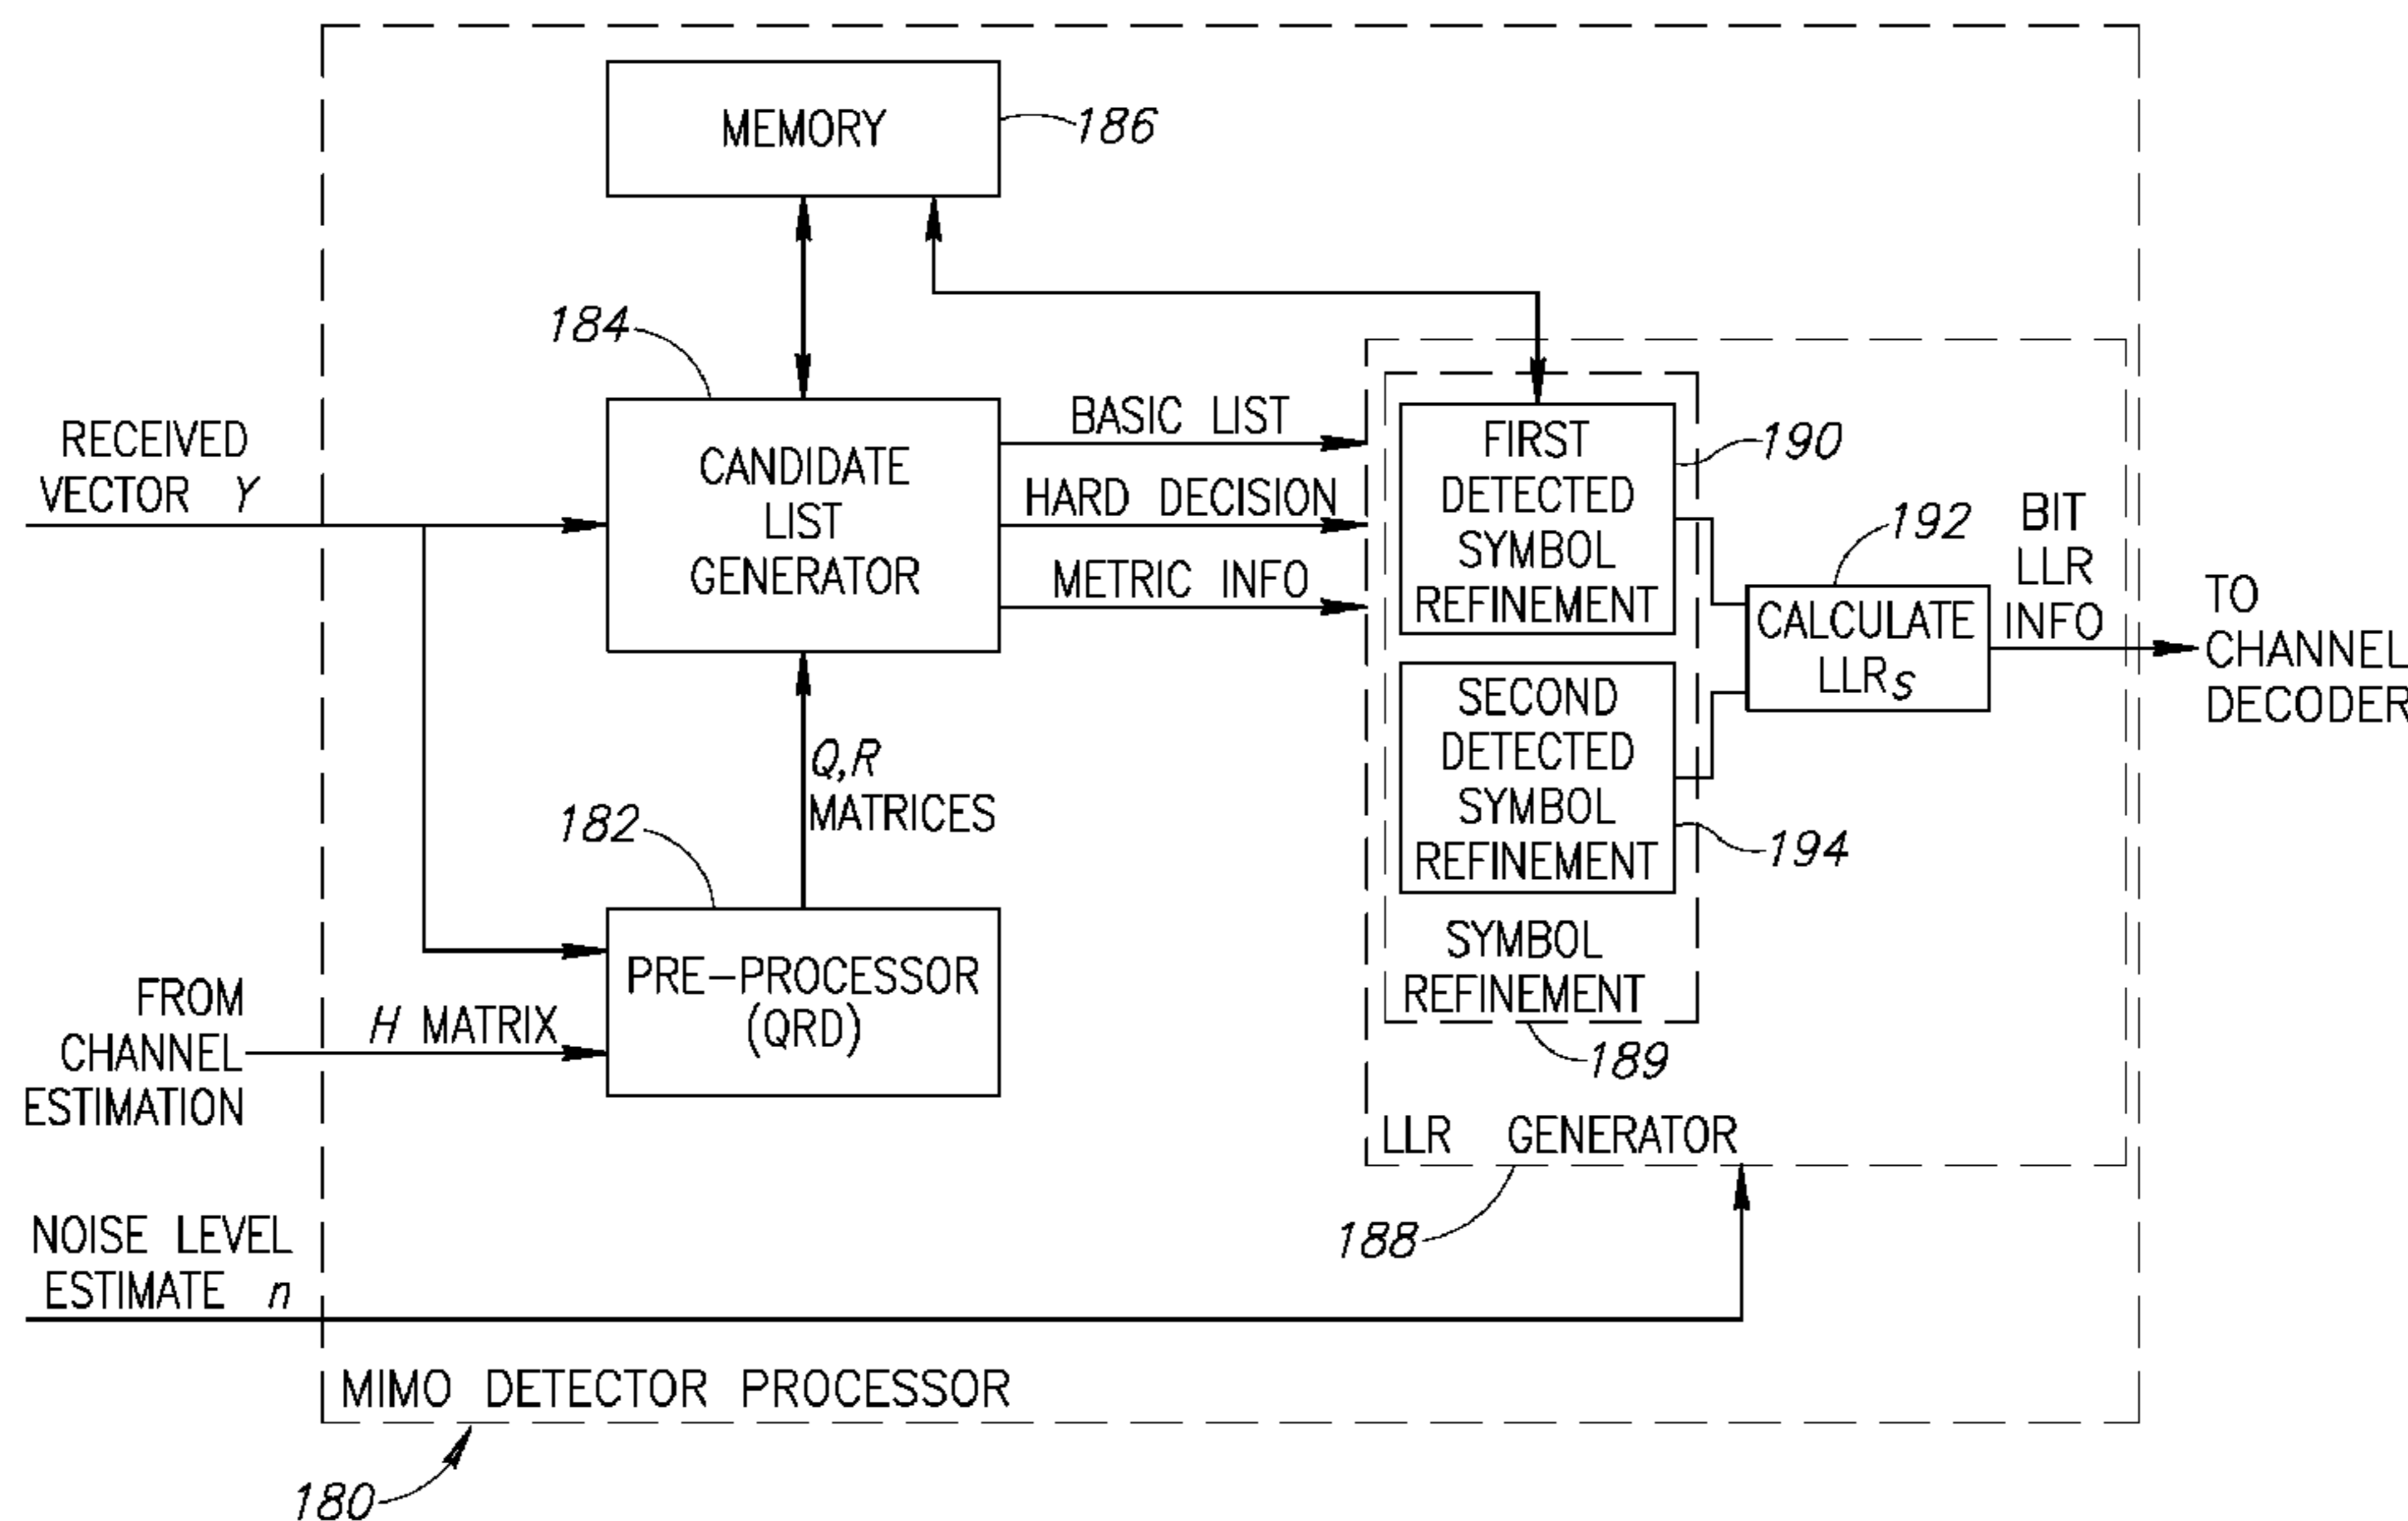 MEMORY
186
184
RECEIVED
VECTOR Y
CANDIDATE
LIST
GENERATOR
BASIC LIST
HARD DECISION
METRIC INFO
FIRST
DETECTED
SYMBOL
REFINEMENT
190
192
CALCULATE
LLRS
BIT
LLR
INFO
TO
CHANNEL
DECODER
SECOND
DETECTED
SYMBOL
REFINEMENT
194
SYMBOL
REFINEMENT
189
Q,R
MATRICES
182
PRE-PROCESSOR
(QRD)
FROM
CHANNEL
ESTIMATION
H MATRIX
LLR GENERATOR
188
NOISE LEVEL
ESTIMATE n
MIMO DETECTOR PROCESSOR
180